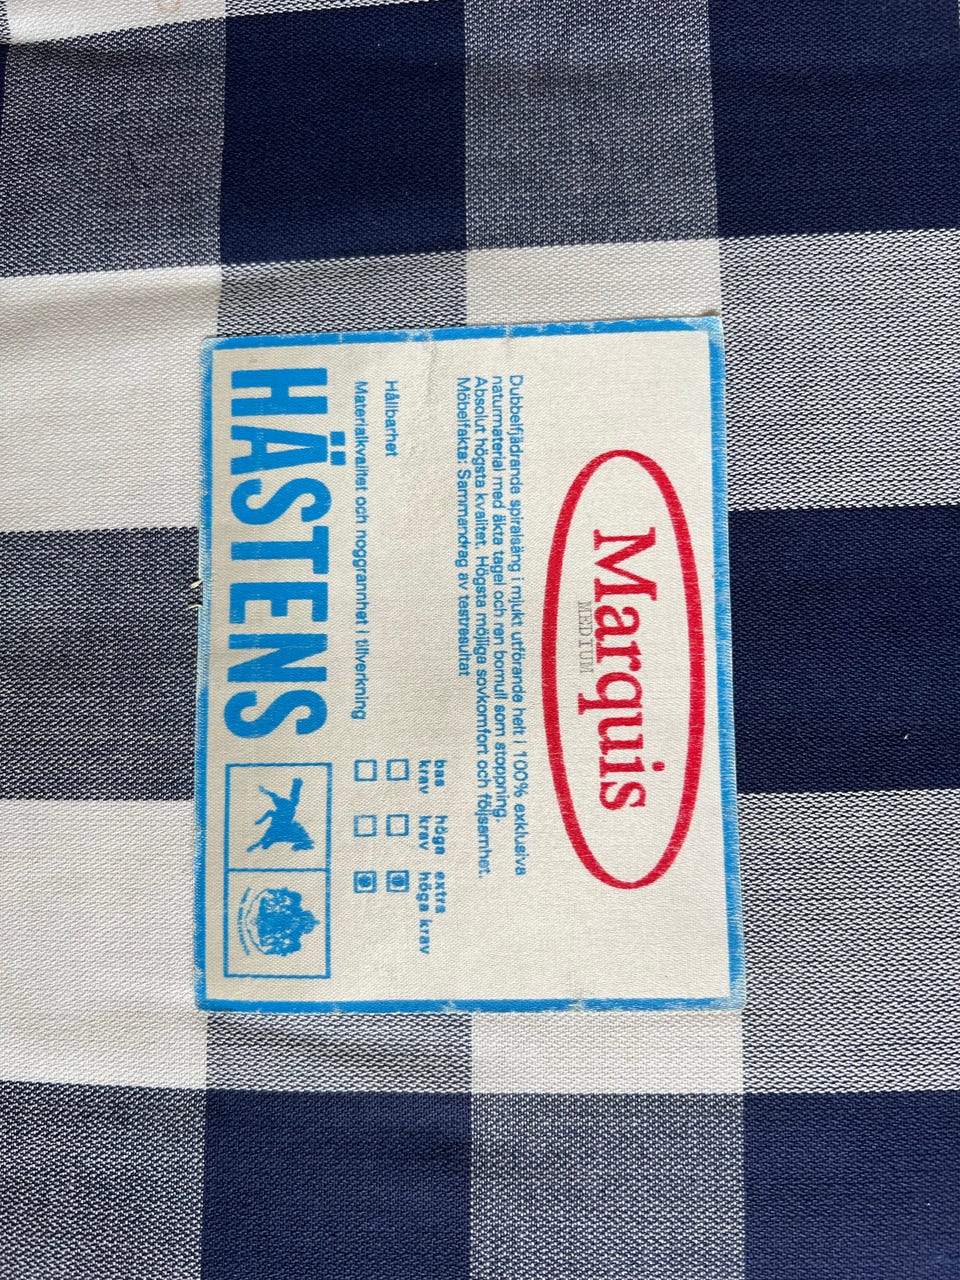 Marquis
MEDIUM
Dubbelfjädrande spiralsäng i mjukt utförande helt i 100% exklusiva
naturmaterial med äkta tagel och ren bomull som stoppning.
Absolut högsta kvalitet. Högsta möjliga sovkomfort och följsamhet.
Möbelfakta: Sammandrag av testresultat
bas höga extra
krav krav höga krav
Hållbarhet
Materialkvalitet och noggrannhet i tillverkning
HÄSTENS